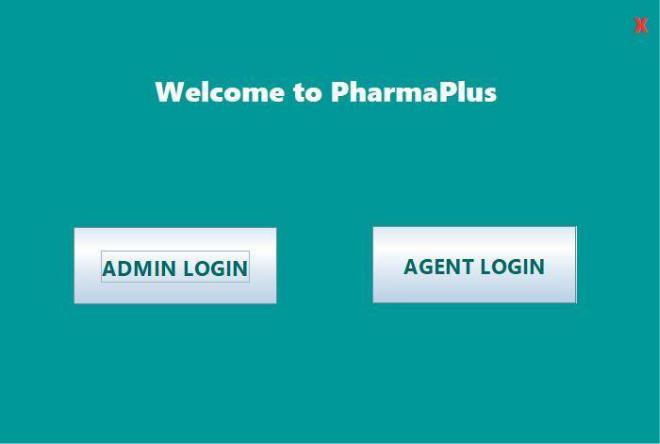 X
Welcome to PharmaPlus
ADMIN LOGIN
AGENT LOGIN